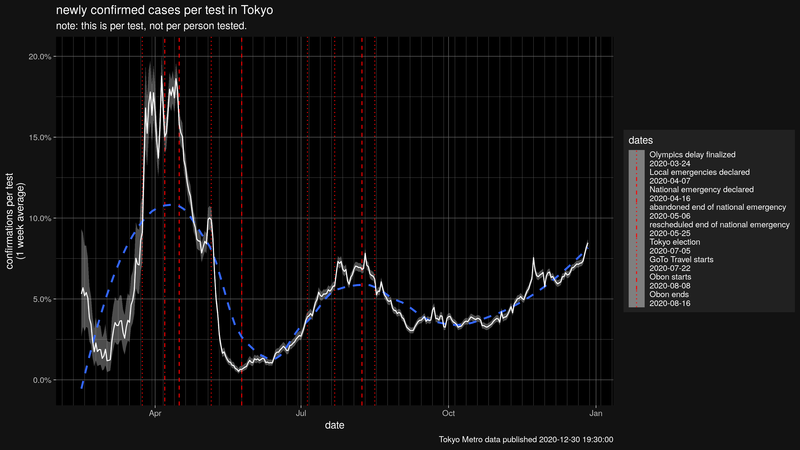 newly confirmed cases per test in Tokyo
note: this is per test, not per person tested.
20.0%
15.0%
10.0%
5.0%
0.0%
confirmations per test
(1 week average)
Apr
Jul
Oct
Jan
date
dates
Olympics delay finalized
2020-03-24
Local emergencies declared
2020-04-07
National emergency declared
2020-04-16
abandoned end of national emergency
2020-05-06
rescheduled end of national emergency
2020-05-25
Tokyo election
2020-07-05
GoTo Travel starts
2020-07-22
Obon starts
2020-08-08
Obon ends
2020-08-16
Tokyo Metro data published 2020-12-30 19:30:00